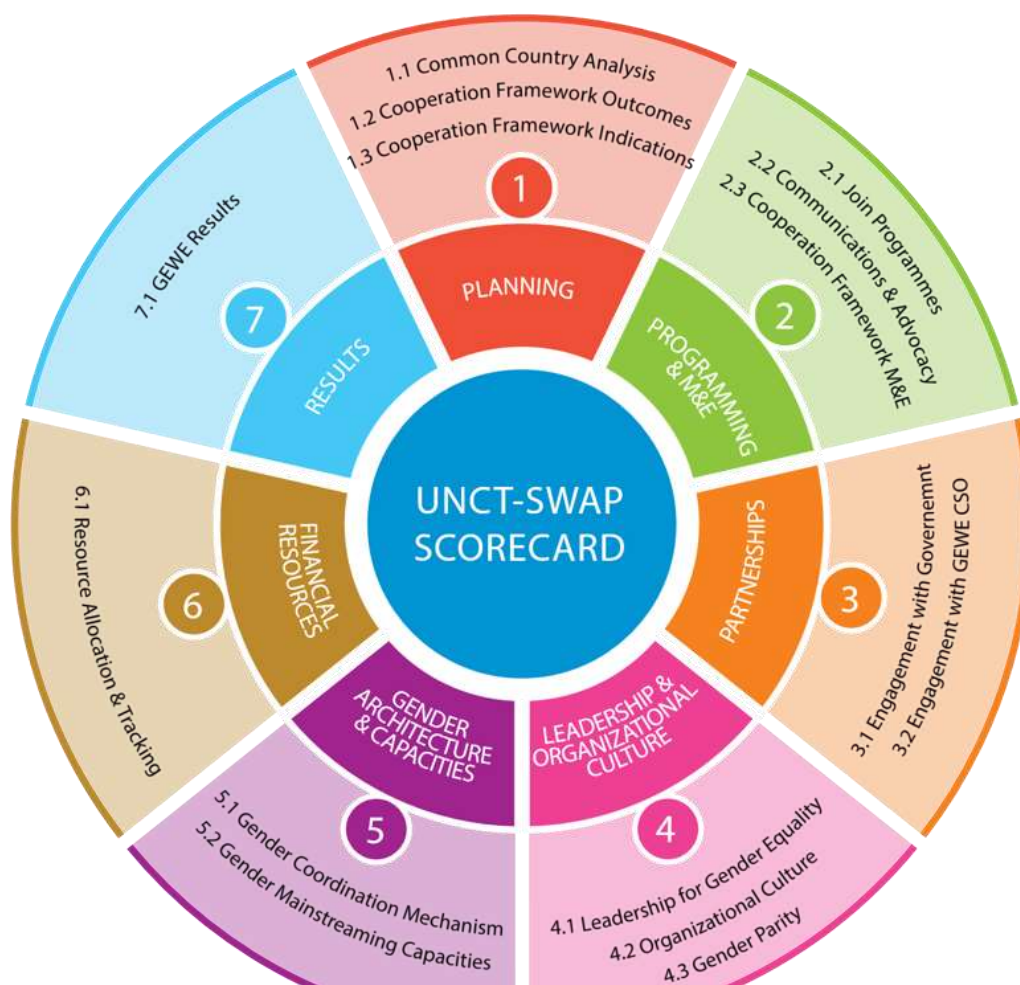 UNCT-SWAP
SCORECARD
1
PLANNING
1.1 Common Country Analysis
1.2 Cooperation Framework Outcomes
1.3 Cooperation Framework Indications
2
PROGRAMMING
& M&E
2.1 Join Programmes
2.2 Communications & Advocacy
2.3 Cooperation Framework M&E
3
PARTNERSHIPS
3.1 Engagement with Governemnt
3.2 Engagement with GEWE CSO
4
LEADERSHIP &
ORGANIZATIONAL
CULTURE
4.1 Leadership for Gender Equality
4.2 Organizational Culture
4.3 Gender Parity
5
GENDER
ARCHITECTURE
& CAPACITIES
5.1 Gender Coordination Mechanism
5.2 Gender Mainstreaming Capacities
6
FINANCIAL
RESOURCES
6.1 Resource Allocation & Tracking
7
RESULTS
7.1 GEWE Results